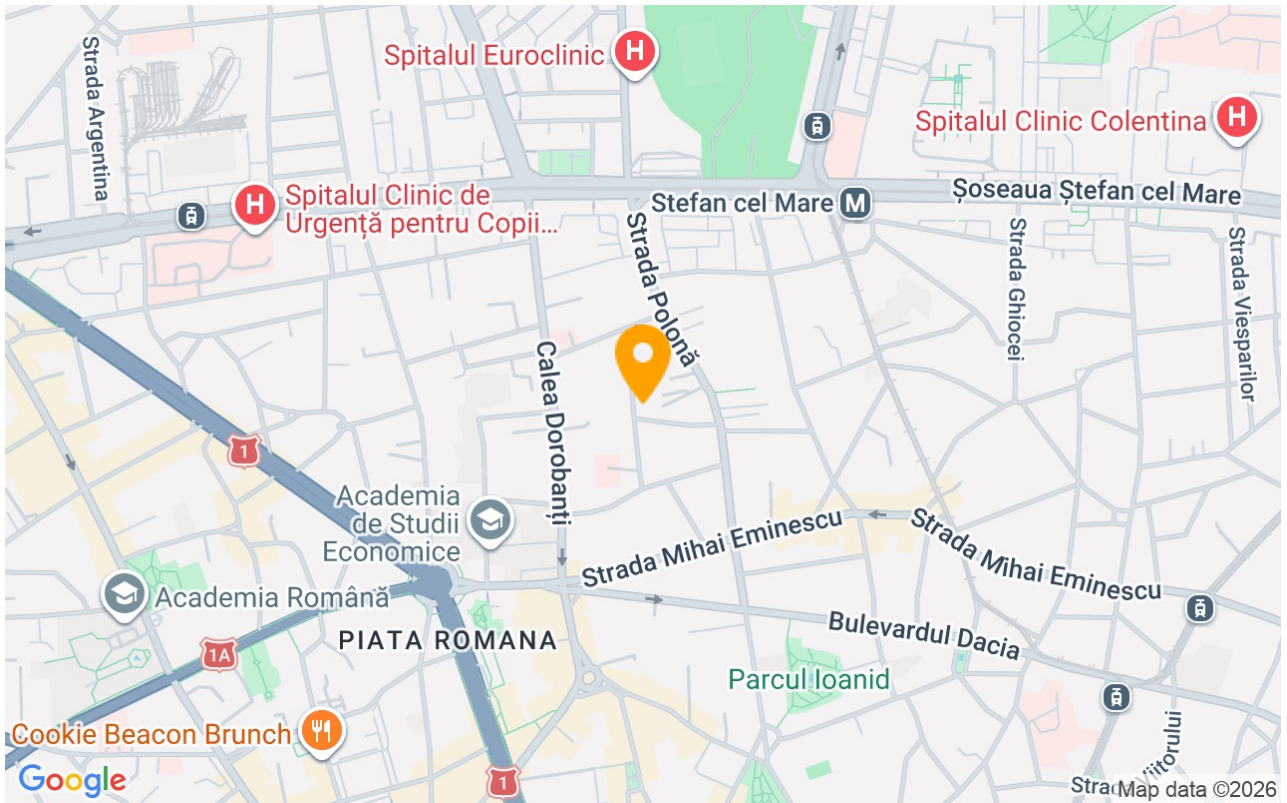 Strada Argentina
Spitalul Euroclinic
H
Spitalul Clinic Colentina
H
H
Spitalul Clinic de
Urgență pentru Copii...
Ștefan cel Mare
M
Șoseaua Ștefan cel Mare
Strada Polonă
Strada Ghiocei
Strada Viesparilor
Calea Dorobanți
1
Academia
de Studii
Economice
Strada Mihai Eminescu
Strada Mihai Eminescu
Academia Română
PIATA ROMANA
1A
Bulevardul Dacia
Parcul Ioanid
Cookie Beacon Brunch
1
Strada Viitorului
Google
Map data ©2026